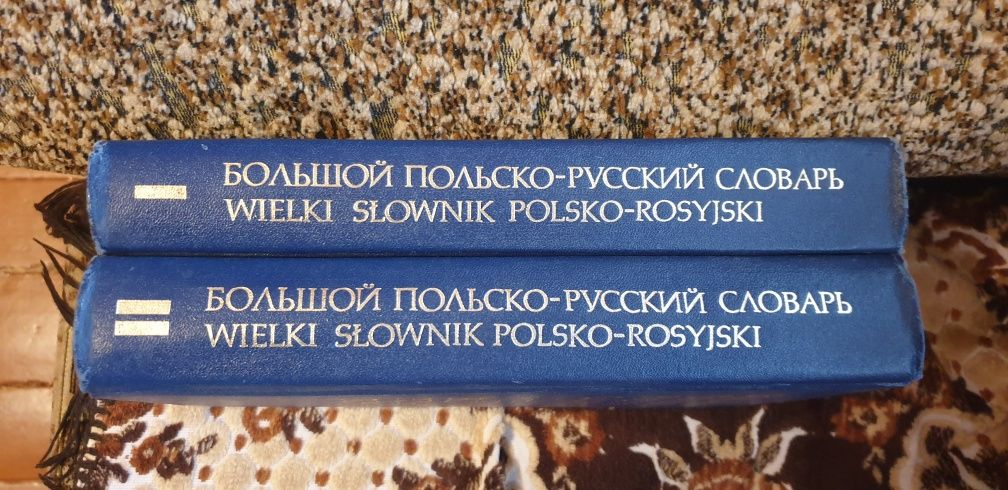 БОЛЬШОЙ ПОЛЬСКО-РУССКИЙ СЛОВАРЬ
WIELKI SŁOWNIK POLSKO-ROSYJSKI
БОЛЬШОЙ ПОЛЬСКО-РУССКИЙ СЛОВАРЬ
WIELKI SŁOWNIK POLSKO-ROSYJSKI